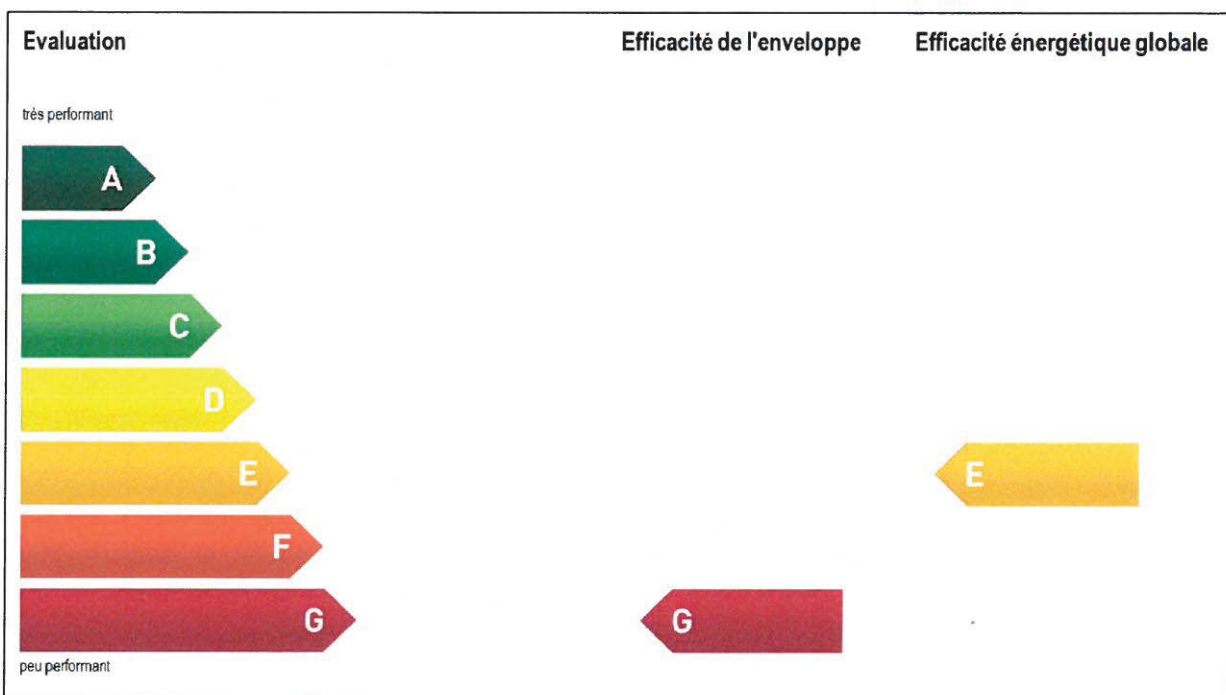 Evaluation Efficacité de l'enveloppe Efficacité énergétique globale
très performant
A
B
C
D
E E
F
G G
peu performant